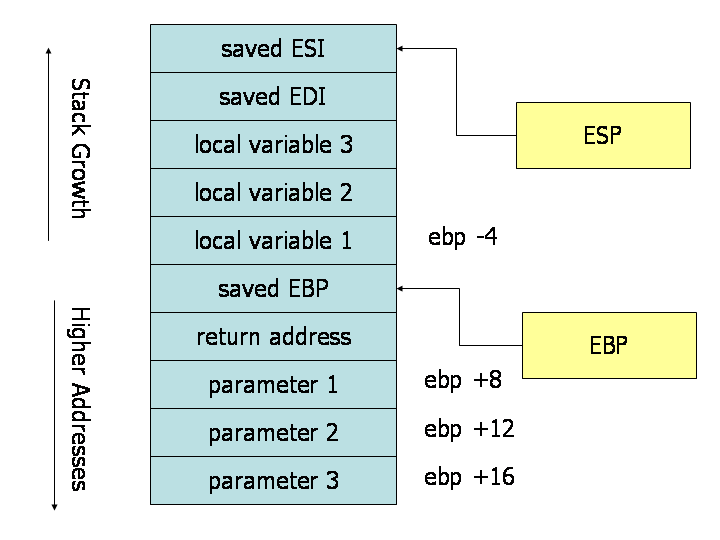 saved ESI
saved EDI
local variable 3
local variable 2
local variable 1
saved EBP
return address
parameter 1
parameter 2
parameter 3
Stack Growth
Higher Addresses
ESP
ebp -4
EBP
ebp +8
ebp +12
ebp +16